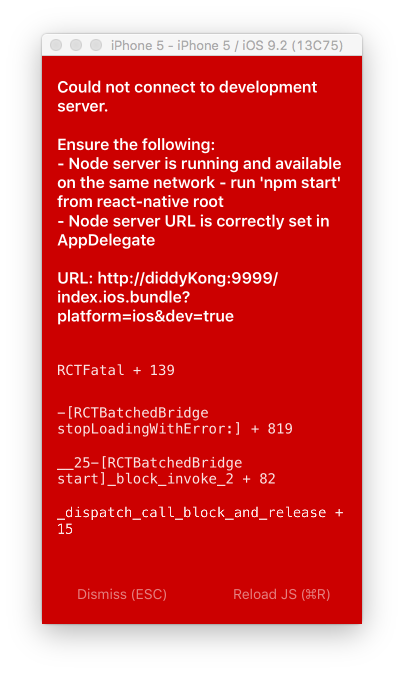 iPhone 5 - iPhone 5 / iOS 9.2 (13C75)
Could not connect to development
server.
Ensure the following:
- Node server is running and available
on the same network - run 'npm start'
from react-native root
- Node server URL is correctly set in
AppDelegate
URL: http://diddyKong:9999/
index.ios.bundle?
platform=ios&dev=true
RCTFatal + 139
-[RCTBatchedBridge
stopLoadingWithError:] + 819
__25-[RCTBatchedBridge
start]_block_invoke_2 + 82
_dispatch_call_block_and_release +
15
Dismiss (ESC)
Reload JS (⌘R)